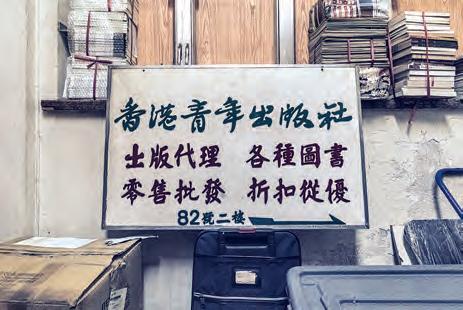 香港青年出版社
出版代理 各種圖書
零售批發 折扣從優
82號二樓